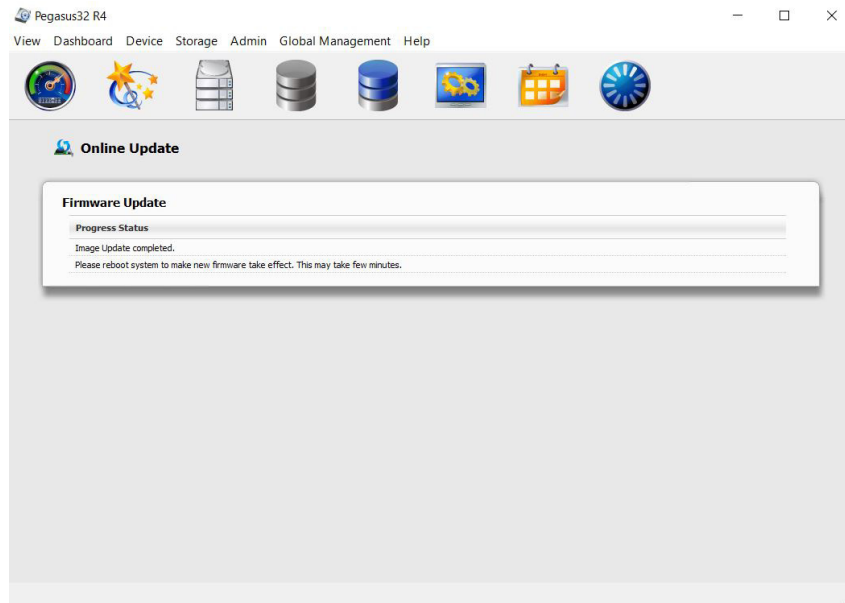 Pegasus32 R4
View Dashboard Device Storage Admin Global Management Help
Online Update
Firmware Update
Progress Status
Image Update completed.
Please reboot system to make new firmware take effect. This may take few minutes.